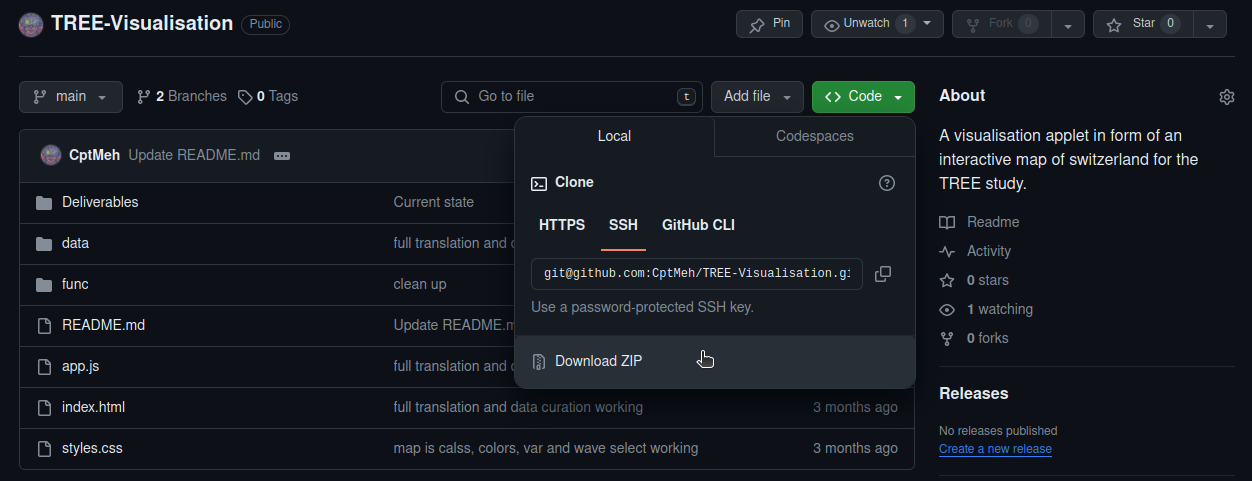 TREE-Visualisation Public Pin Unwatch 1 Fork 0 Star 0
main 2 Branches 0 Tags Go to file t Add file Code
CptMeh Update README.md
Deliverables Current state
data full translation and
func clean up
README.md Update README.m
app.js full translation and
index.html full translation and data curation working 3 months ago
styles.css map is calss, colors, var and wave select working 3 months ago
Local Codespaces
Clone
HTTPS SSH GitHub CLI
git@github.com:CptMeh/TREE-Visualisation.gi
Use a password-protected SSH key.
Download ZIP
About
A visualisation applet in form of an
interactive map of switzerland for the
TREE study.
Readme
Activity
0 stars
1 watching
0 forks
Releases
No releases published
Create a new release